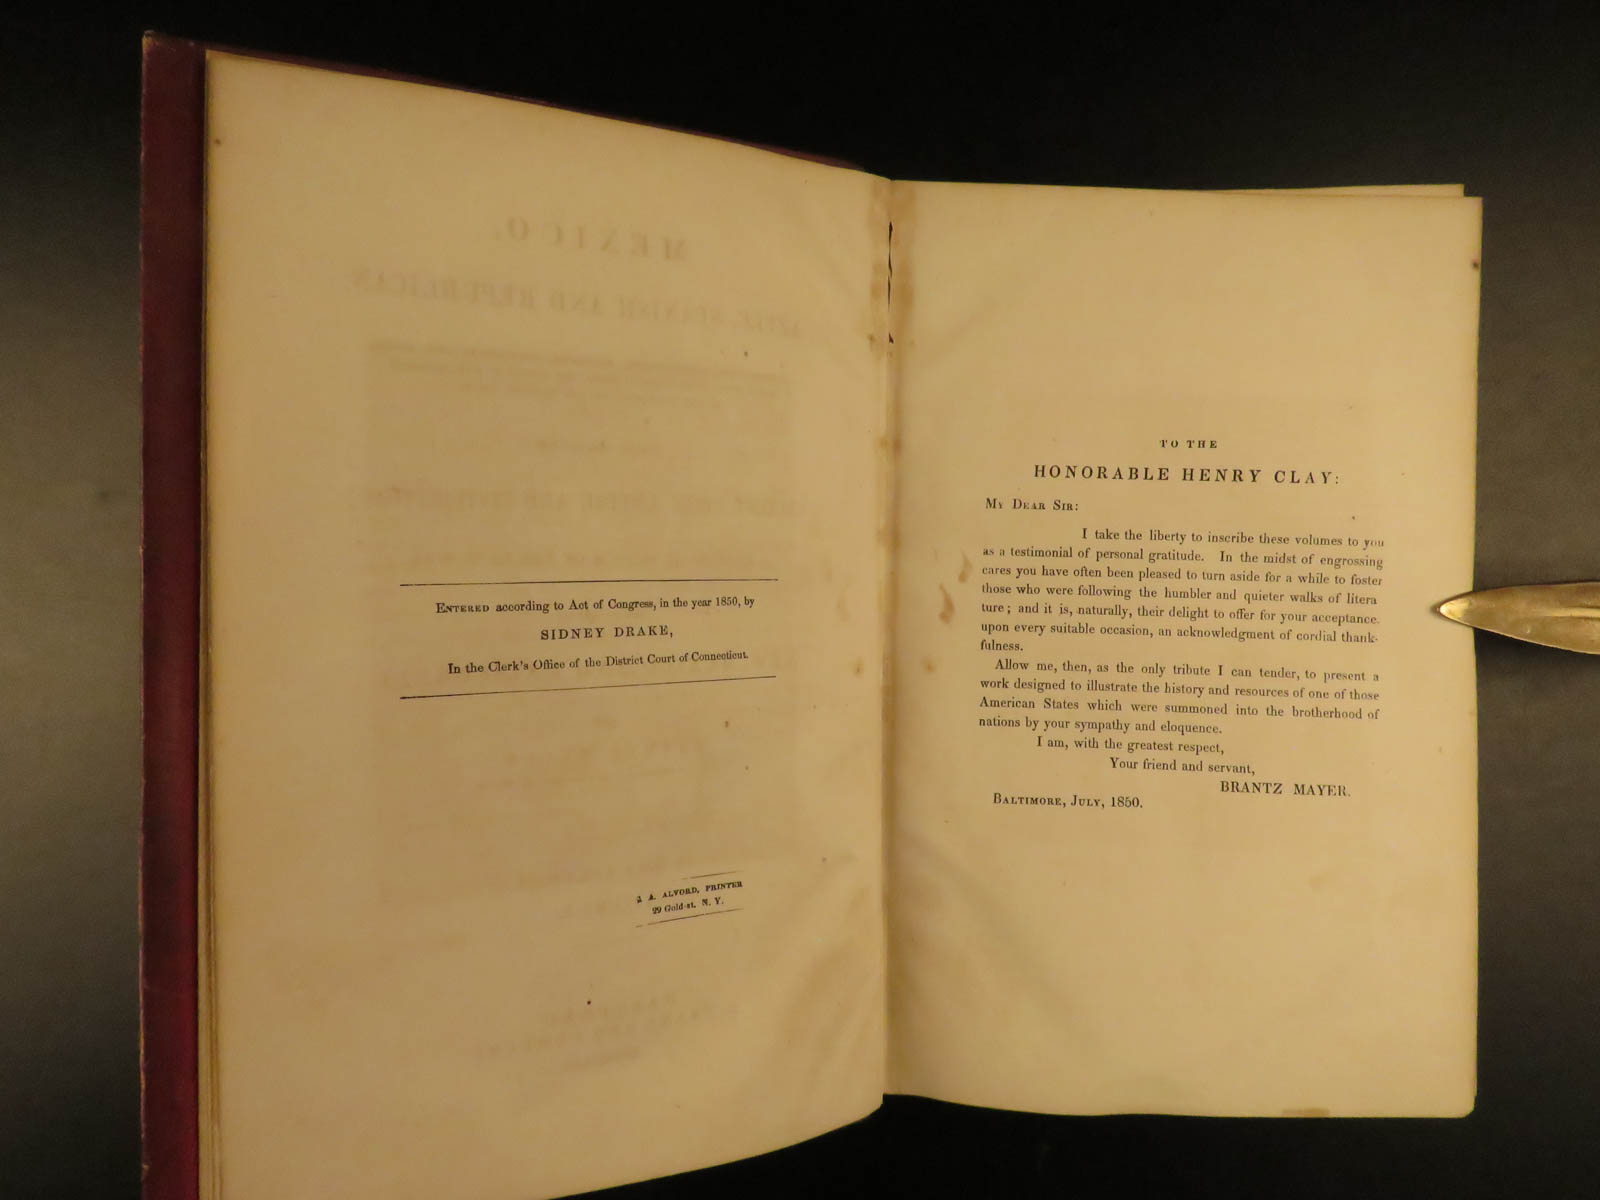 ENTERED according to Act of Congress, in the year 1850, by
SIDNEY DRAKE,
In the Clerk's Office of the District Court of Connecticut.
A. ALVORD, PRINTER
29 Gold-st. N. Y.
TO THE
HONORABLE HENRY CLAY:
MY DEAR SIR:
I take the liberty to inscribe these volumes to you
as a testimonial of personal gratitude. In the midst of engrossing
cares you have often been pleased to turn aside for a while to foster
those who were following the humbler and quieter walks of litera
ture; and it is, naturally, their delight to offer for your acceptance.
upon every suitable occasion, an acknowledgment of cordial thank-
fulness.
Allow me, then, as the only tribute I can tender, to present a
work designed to illustrate the history and resources of one of those
American States which were summoned into the brotherhood of
nations by your sympathy and eloquence.
I am, with the greatest respect,
Your friend and servant,
BRANTZ MAYER.
BALTIMORE, JULY, 1850.